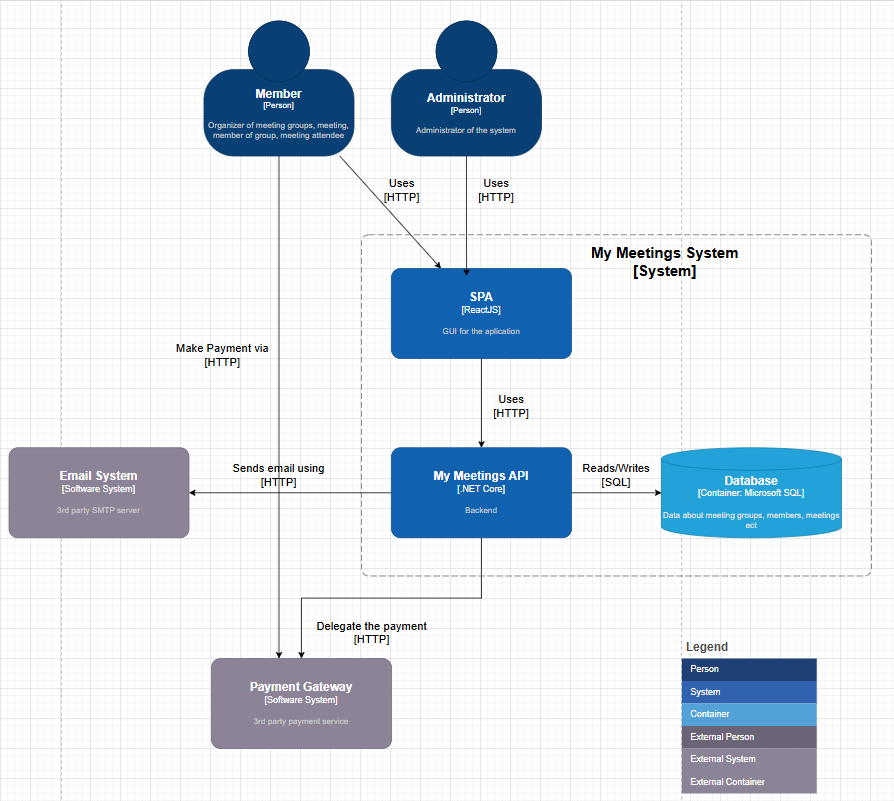 Member
[Person]
Organizer of meeting groups, meeting,
member of group, meeting attendee
Administrator
[Person]
Administrator of the system
Uses
[HTTP]
Uses
[HTTP]
My Meetings System
[System]
SPA
[ReactJS]
GUI for the aplication
Make Payment via
[HTTP]
Uses
[HTTP]
Email System
[Software System]
3rd party SMTP server
Sends email using
[HTTP]
My Meetings API
[.NET Core]
Backend
Reads/Writes
[SQL]
Database
[Container: Microsoft SQL]
Data about meeting groups, members, meetings
ect
Delegate the payment
[HTTP]
Payment Gateway
[Software System]
3rd party payment service
Legend
Person
System
Container
External Person
External System
External Container